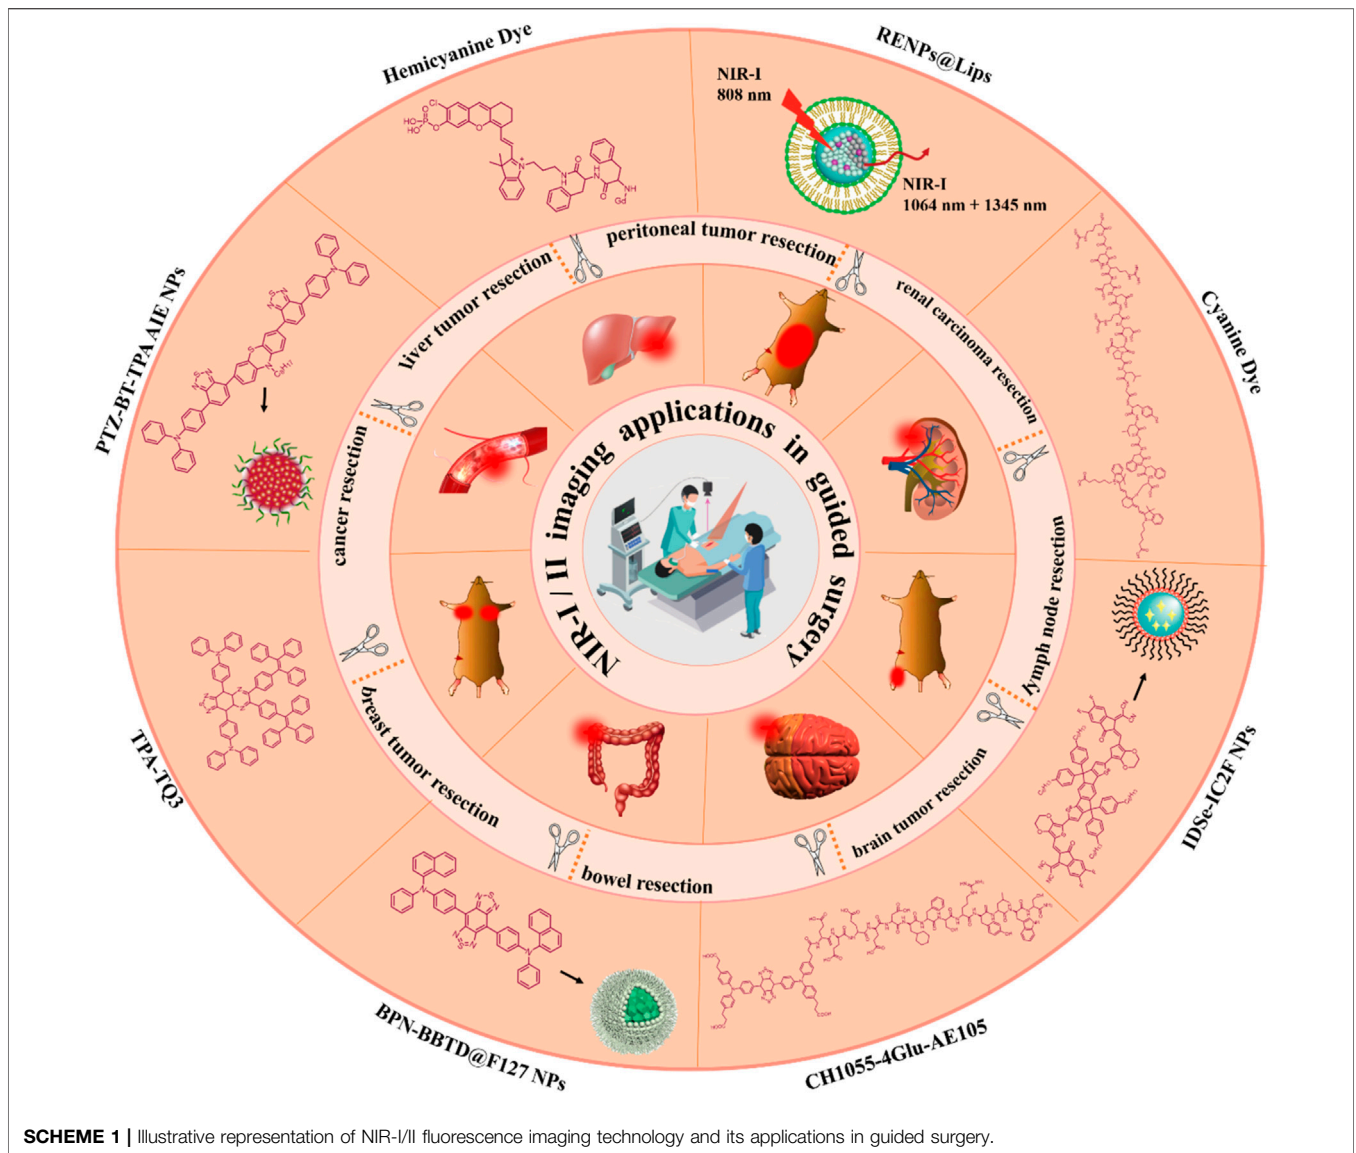 Hemicyanine Dye
RENPs@Lips
NIR-I
808 nm
NIR-I
1064 nm + 1345 nm
Cyanine Dye
IDSe-IC2F NPs
CH1055-4Glu-AE105
BPN-BBTD@F127 NPs
TPA-TQ3
PTZ-BT-TPA AIE NPs
peritoneal tumor resection
renal carcinoma resection
lymph node resection
brain tumor resection
bowel resection
breast tumor resection
cancer resection
liver tumor resection
NIR-I/II imaging applications in guided surgery
SCHEME 1 | Illustrative representation of NIR-I/II fluorescence imaging technology and its applications in guided surgery.